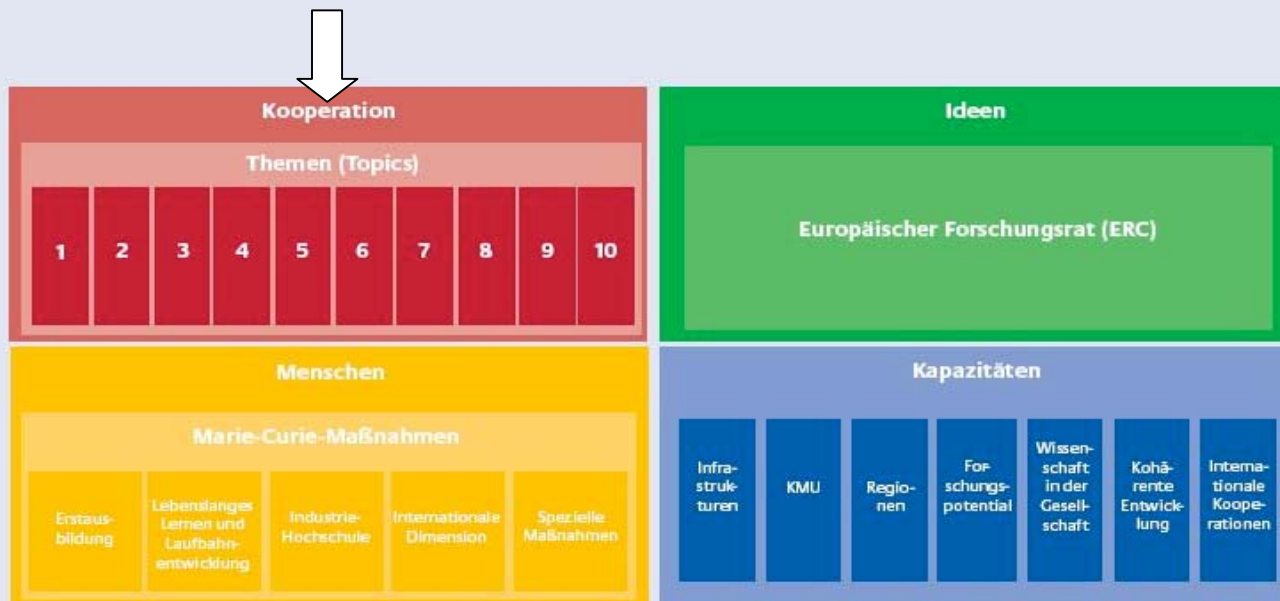 Kooperation
Themen (Topics)
1 2 3 4 5 6 7 8 9 10
Ideen
Europäischer Forschungsrat (ERC)
Menschen
Marie-Curie-Maßnahmen
Erstaus-
bildung
Lebenslanges
Lernen und
Laufbahn-
entwicklung
Industrie-
Hochschule
Internationale
Dimension
Spezielle
Maßnahmen
Kapazitäten
Infra-
struk-
turen
KMU
Regio-
nen
For-
schungs-
potential
Wissen-
schaft
in der
Gesell-
schaft
Kohä-
rente
Entwick-
lung
Interna-
tionale
Koope-
rationen